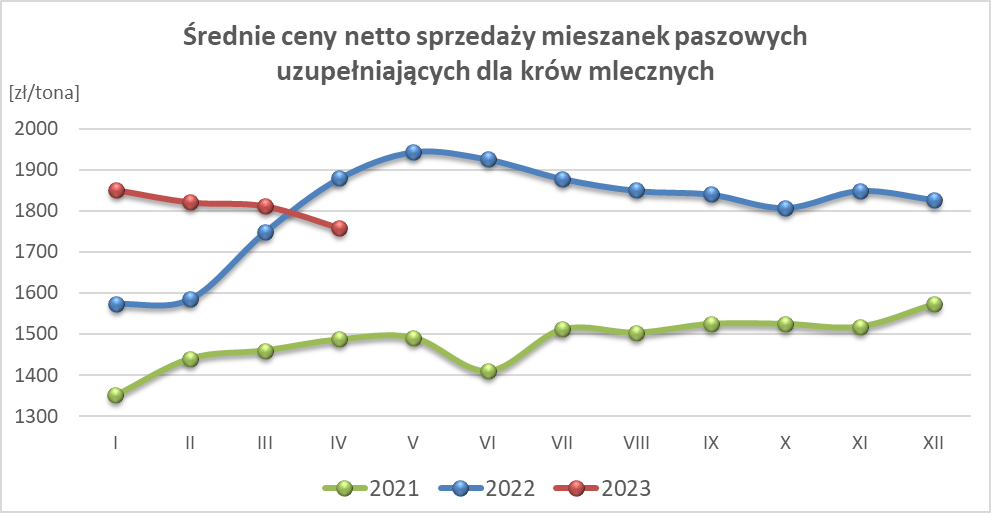 Średnie ceny netto sprzedaży mieszanek paszowych
uzupełniających dla krów mlecznych
[zł/tona]
2000
1900
1800
1700
1600
1500
1400
1300
I II III IV V VI VII VIII IX X XI XII
2021 2022 2023